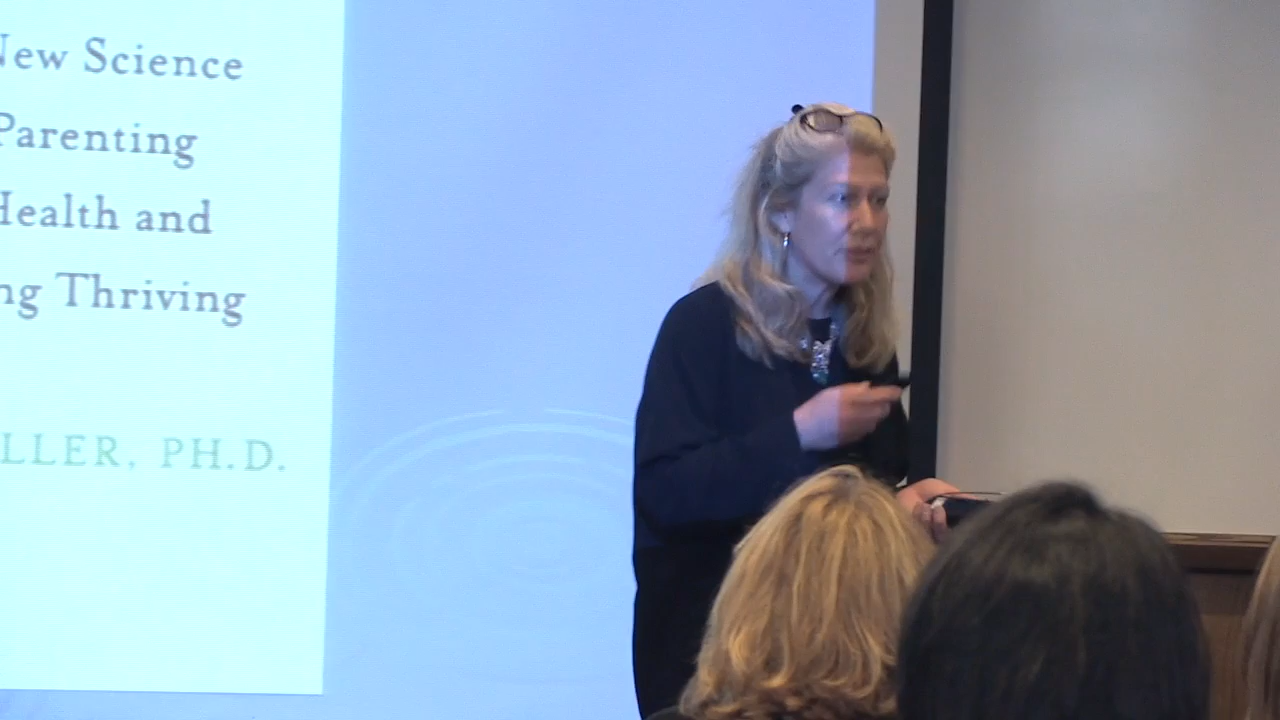 New Science
Parenting
Health and
ng Thriving
LLER, PH.D.